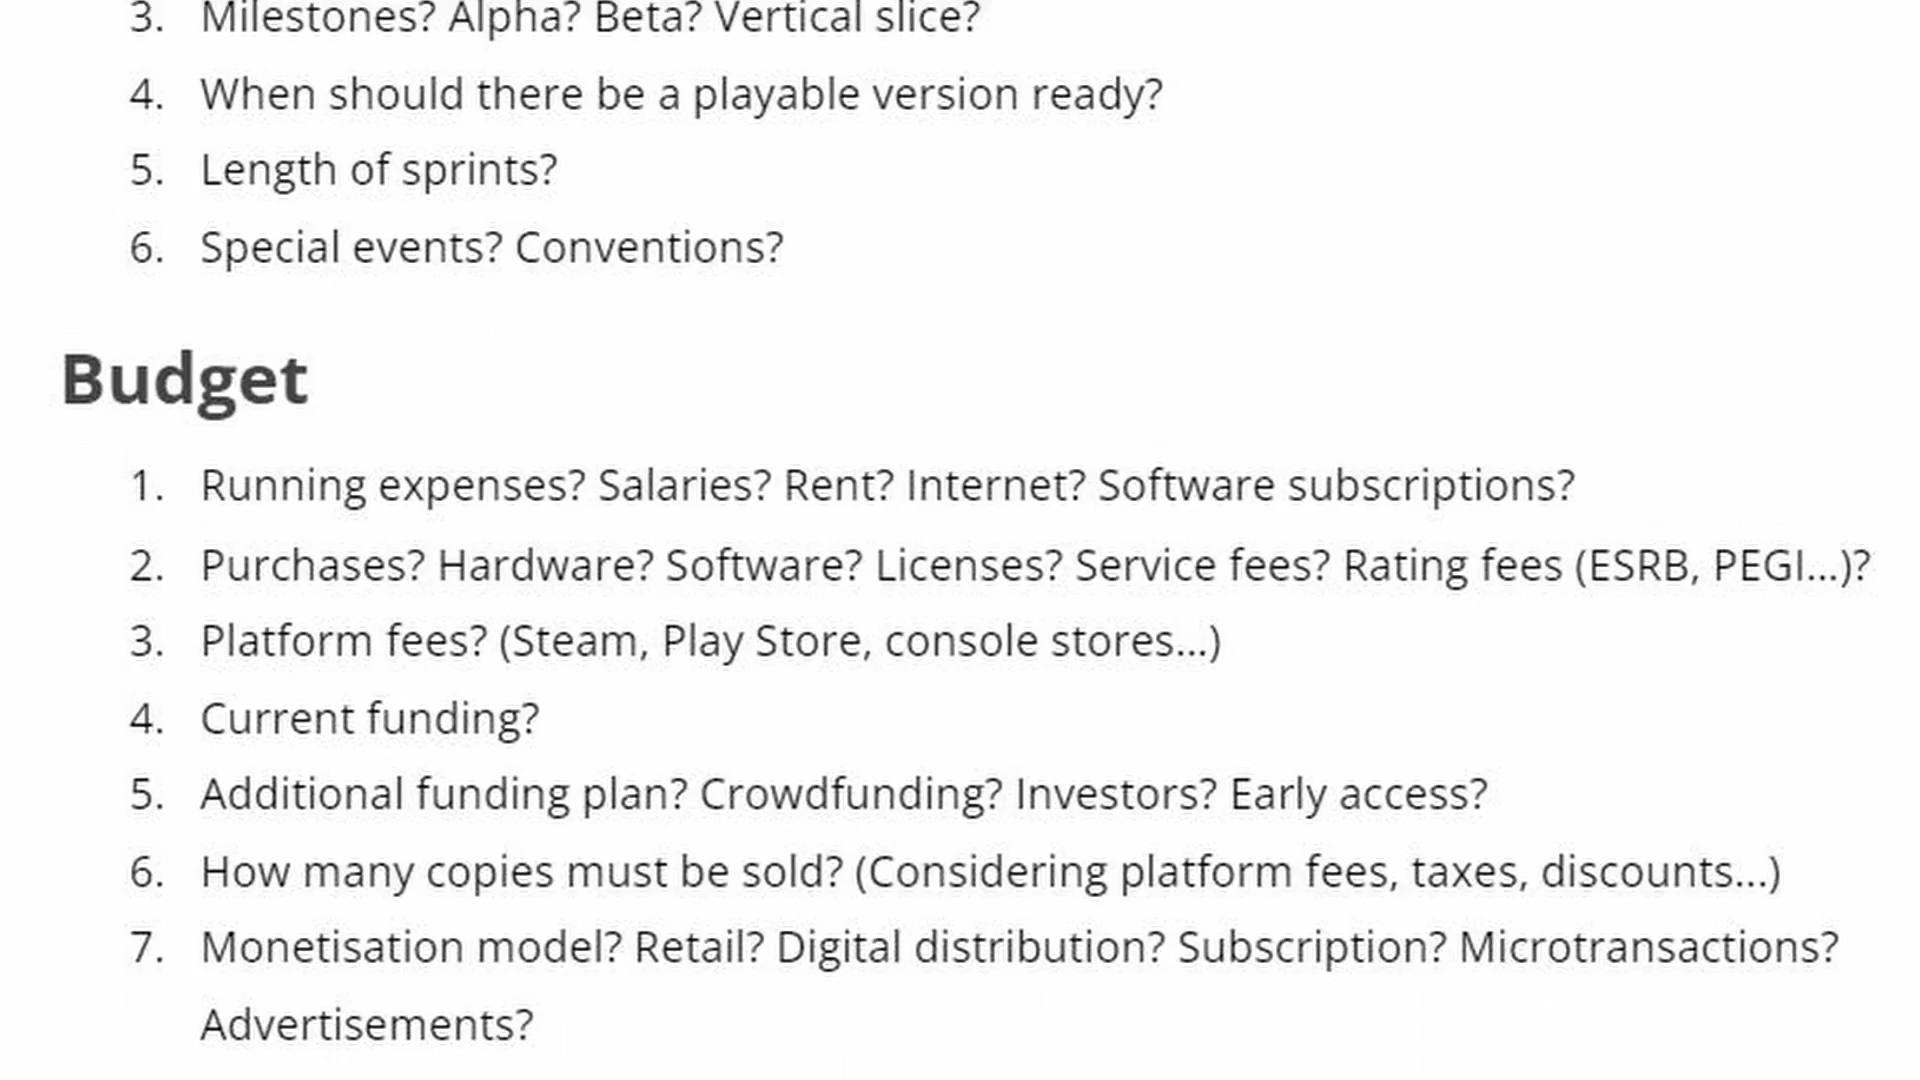 3. Milestones? Alpha? Beta? Vertical slice?
4. When should there be a playable version ready?
5. Length of sprints?
6. Special events? Conventions?
Budget
1. Running expenses? Salaries? Rent? Internet? Software subscriptions?
2. Purchases? Hardware? Software? Licenses? Service fees? Rating fees (ESRB, PEGI...)?
3. Platform fees? (Steam, Play Store, console stores...)
4. Current funding?
5. Additional funding plan? Crowdfunding? Investors? Early access?
6. How many copies must be sold? (Considering platform fees, taxes, discounts...)
7. Monetisation model? Retail? Digital distribution? Subscription? Microtransactions?
Advertisements?